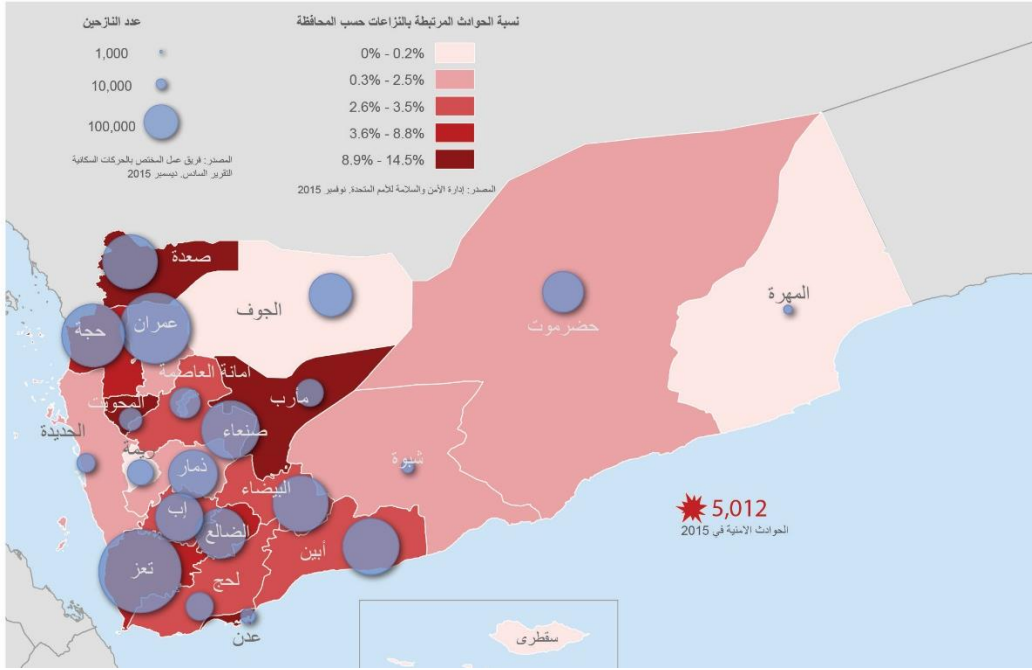 نسبة الحوادث المرتبطة بالنزاعات حسب المحافظة
0% - 0.2%
0.3% - 2.5%
2.6% - 3.5%
3.6% - 8.8%
8.9% - 14.5%
المصدر: إدارة الأمن والسلامة للأمم المتحدة, نوفمبر 2015
عدد النازحين
1,000
10,000
100,000
المصدر: فريق عمل المختص بالحركات السكانية
التقرير السادس, ديسمبر 2015
صعدة
الجوف
حضرموت
المهرة
عمران
حجة
أمانة العاصمة
مأرب
المحويت
صنعاء
الحديدة
ريمة
ذمار
شبوة
البيضاء
إب
الضالع
أبين
تعز
لحج
عدن
سقطرى
5,012
الحوادث الامنية في 2015